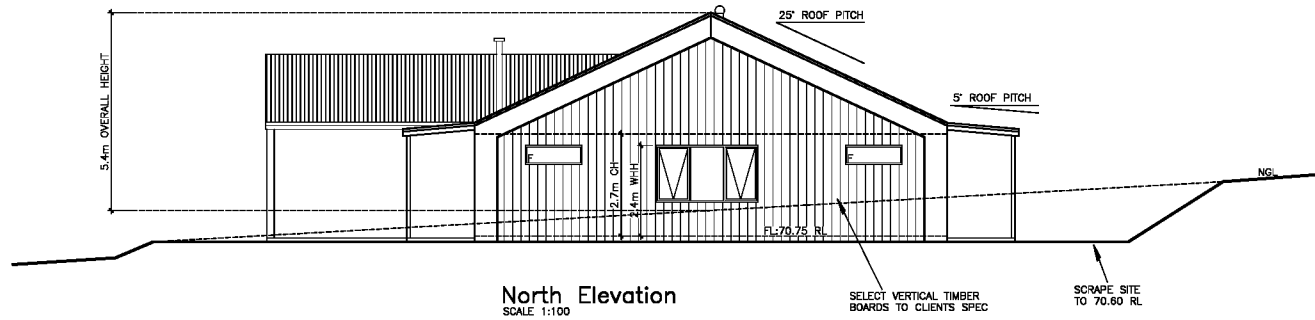 25° ROOF PITCH
5° ROOF PITCH
5.4m OVERALL HEIGHT
F
F
2.7m CH
2.4m WHH
NGL
FL:70.75 RL
North Elevation
SCALE 1:100
SELECT VERTICAL TIMBER
BOARDS TO CLIENTS SPEC
SCRAPE SITE
TO 70.60 RL